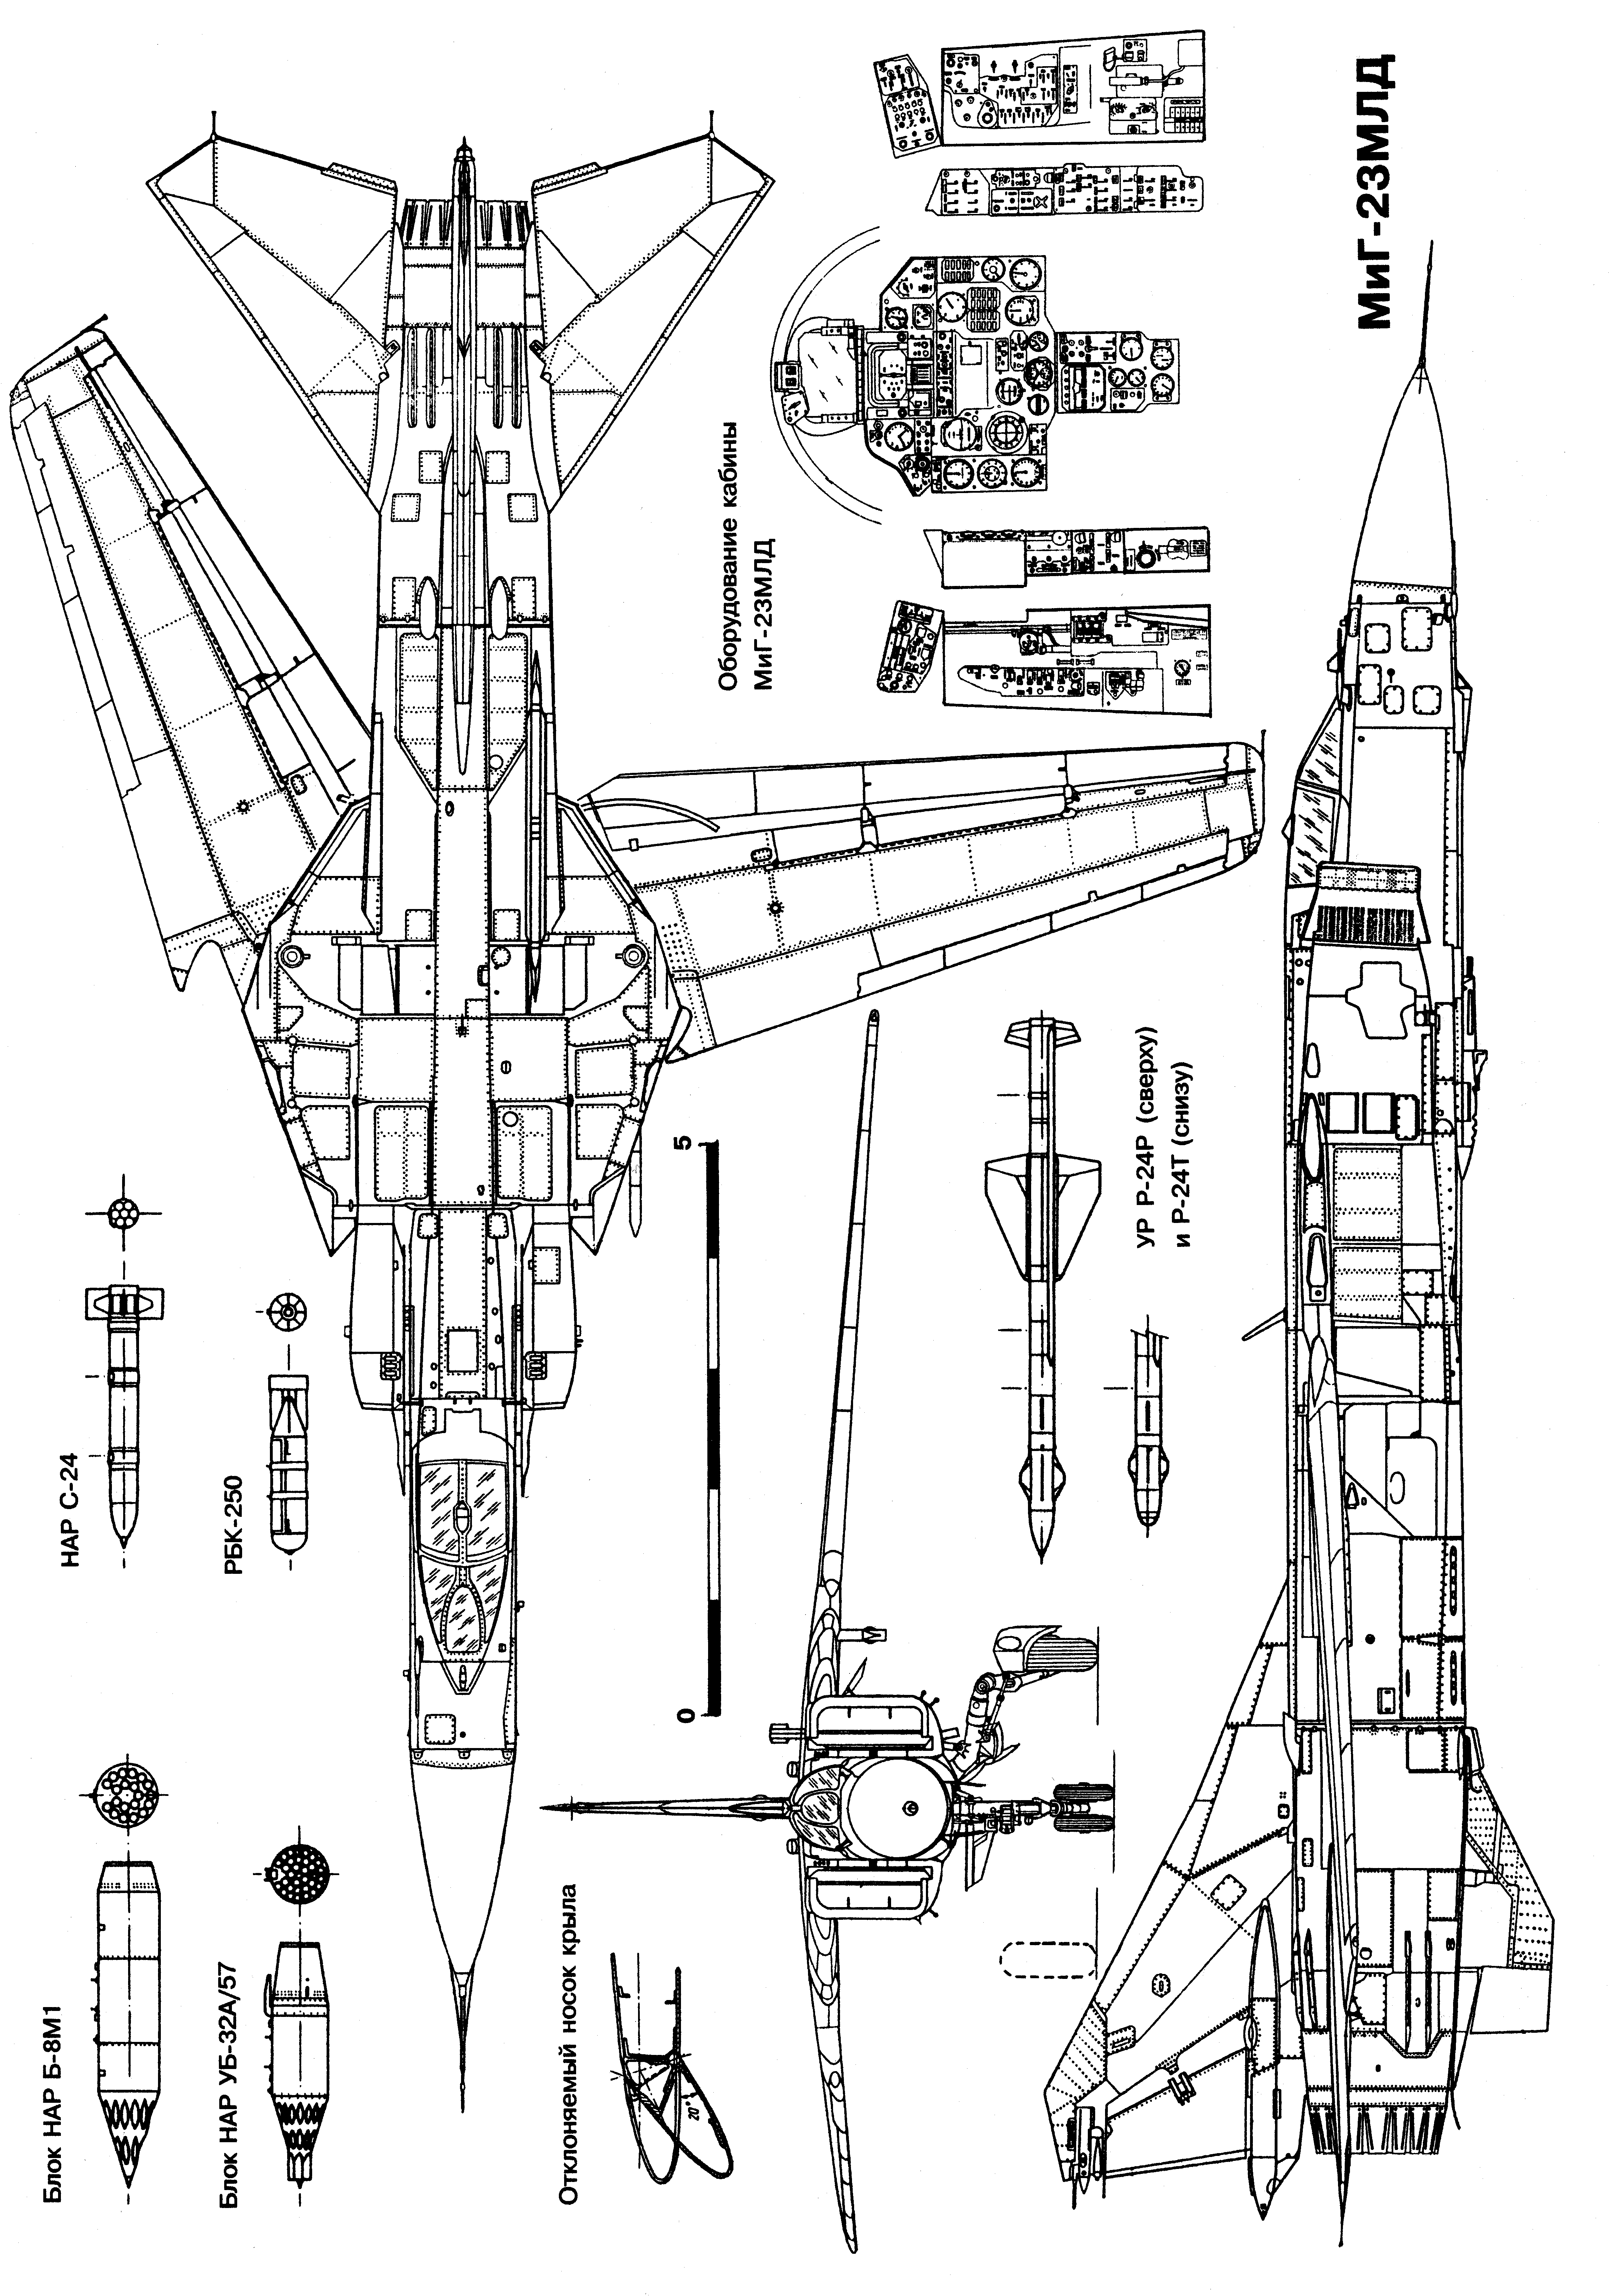 МиГ-23МЛД
Оборудование кабины
МиГ-23МЛД
НАР С-24
РБК-250
Блок НАР Б-8М1
Блок НАР УБ-32А/57
0
5
Отклоняемый носок крыла
20°
УР Р-24Р (сверху)
и Р-24Т (снизу)